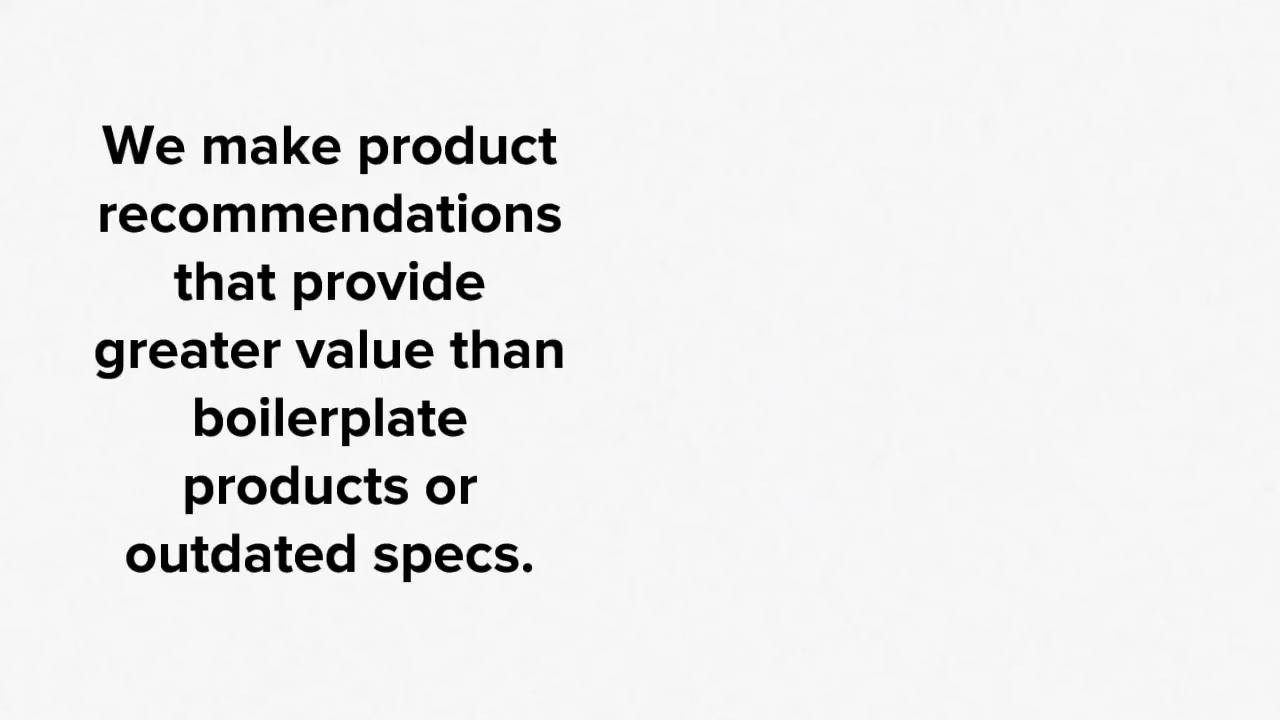 We make product
recommendations
that provide
greater value than
boilerplate
products or
outdated specs.